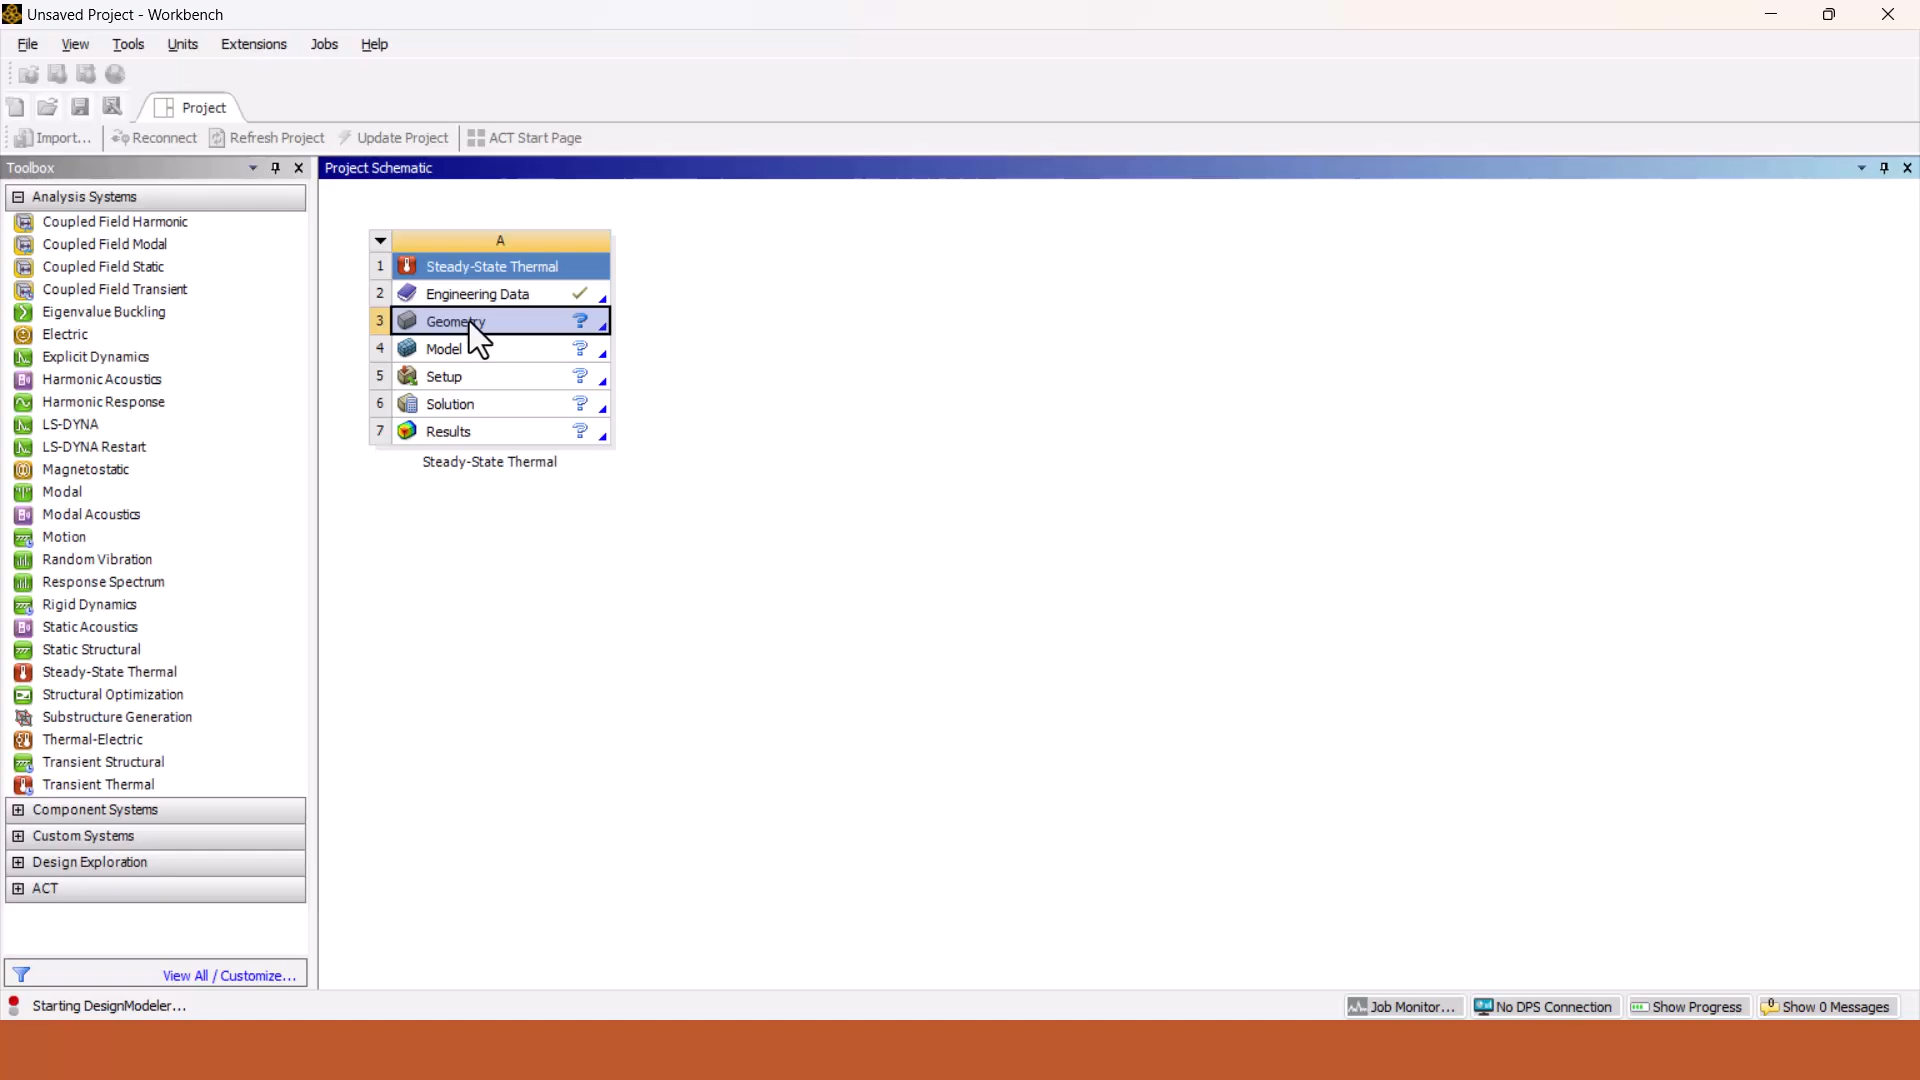 Unsaved Project - Workbench
File View Tools Units Extensions Jobs Help
Project
Import... Reconnect Refresh Project Update Project ACT Start Page
Toolbox
Analysis Systems
Coupled Field Harmonic
Coupled Field Modal
Coupled Field Static
Coupled Field Transient
Eigenvalue Buckling
Electric
Explicit Dynamics
Harmonic Acoustics
Harmonic Response
LS-DYNA
LS-DYNA Restart
Magnetostatic
Modal
Modal Acoustics
Motion
Random Vibration
Response Spectrum
Rigid Dynamics
Static Acoustics
Static Structural
Steady-State Thermal
Structural Optimization
Substructure Generation
Thermal-Electric
Transient Structural
Transient Thermal
Component Systems
Custom Systems
Design Exploration
ACT
View All / Customize...
Project Schematic
A
1 Steady-State Thermal
2 Engineering Data
3 Geometry ?
4 Model ?
5 Setup ?
6 Solution ?
7 Results ?
Steady-State Thermal
Starting DesignModeler...
Job Monitor... No DPS Connection Show Progress 0 Show 0 Messages